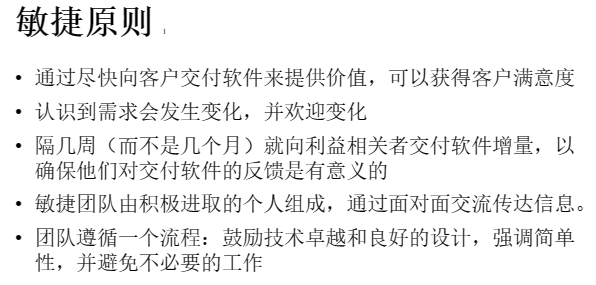 敏捷原则
• 通过尽快向客户交付软件来提供价值，可以获得客户满意度
• 认识到需求会发生变化，并欢迎变化
• 隔几周（而不是几个月）就向利益相关者交付软件增量，以
确保他们对交付软件的反馈是有意义的
• 敏捷团队由积极进取的个人组成，通过面对面交流传达信息。
• 团队遵循一个流程：鼓励技术卓越和良好的设计，强调简单
性，并避免不必要的工作